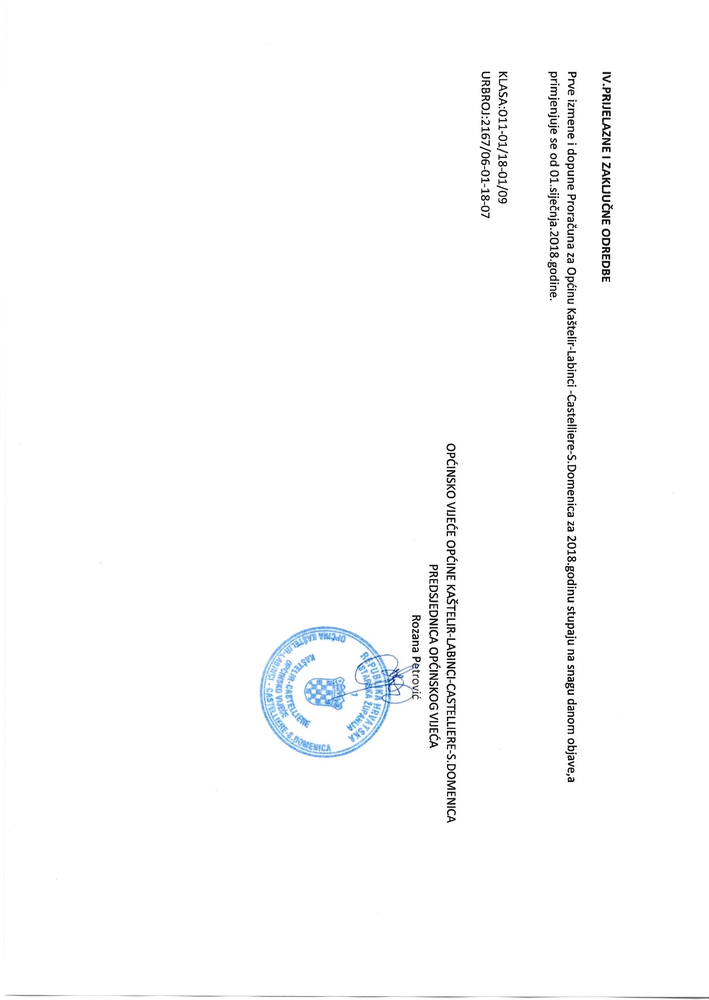 IV.PRIJELAZNE I ZAKLJUČNE ODREDBE
Prve izmene i dopune Proračuna za Općinu Kaštelir-Labinci -Castelliere-S.Domenica za 2018.godinu stupaju na snagu danom objave,a
primjenjuje se od 01.siječnja.2018.godine.
KLASA:011-01/18-01/09
URBROJ:2167/06-01-18-07
OPĆINSKO VIJEĆE OPĆINE KAŠTELIR-LABINCI-CASTELLIERE-S.DOMENICA
PREDSJEDNICA OPĆINSKOG VIJEĆA
Rozana Petrović
REPUBLIKA HRVATSKA
ISTARSKA ŽUPANIJA
1
KAŠTELIR-CASTELLIERE
OPĆINSKO VIJEĆE
OPĆINA KAŠTELIR-LABINCI - CASTELLIERE-S.DOMENICA